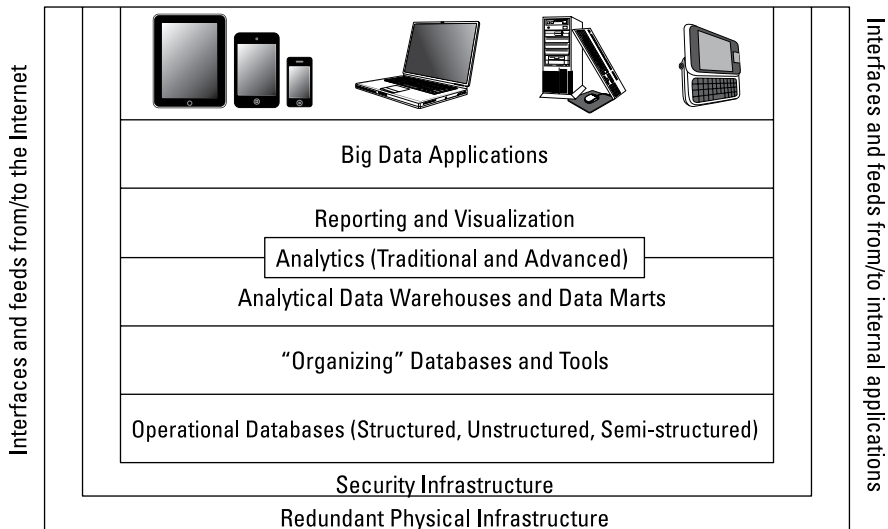 Interfaces and feeds from/to the Internet
Big Data Applications
Reporting and Visualization
Analytics (Traditional and Advanced)
Analytical Data Warehouses and Data Marts
“Organizing” Databases and Tools
Operational Databases (Structured, Unstructured, Semi-structured)
Security Infrastructure
Redundant Physical Infrastructure
Interfaces and feeds from/to internal applications